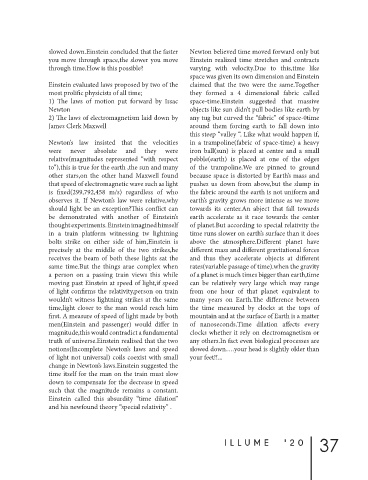 slowed down.Einstein concluded that the faster
you move through space,the slower you move
through time.How is this possible?
Einstein evaluated laws proposed by two of the
most prolific physicists of all time;
1) The laws of motion put forward by Issac
Newton
2) The laws of electromagnetism laid down by
James Clerk Maxwell
Newton's law insisted that the velocities
were never absolute and they were
relative(magnitudes represented "with respect
to"),this is true for the earth ,the sun and many
other stars,on the other hand Maxwell found
that speed of electromagnetic wave such as light
is fixed(299,792,458 m/s) regardless of who
observes it. If Newton's law were relative,why
should light be an exception?This conflict can
be demonstrated with another of Einstein's
thought experiments. Einstein imagined himself
in a train platform witnessing tw lightning
bolts strike on either side of him,Einstein is
precisely at the middle of the two strikes,he
receives the beam of both these lights sat the
same time.But the things arae complex when
a person on a passing train views this while
moving past Einstein at speed of light,if speed
of light confirms the relativity,person on train
wouldn't witness lightning strikes at the same
time,light closer to the man would reach him
first. A measure of speed of light made by both
men(Einstein and passenger) would differ in
magnitude,this would contradict a fundamental
truth of universe.Einstein realised that the two
notions(Incomplete Newton's laws and speed
of light not universal) coils coexist with small
change in Newton's laws.Einstein suggested the
time itself for the man on the train must slow
down to compensate for the decrease in speed
such that the magnitude remains a constant.
Einstein called this absurdity "time dilation"
and his newfound theory "special relativity" .
Newton believed time moved forward only but
Einstein realized time stretches and contracts
varying with velocity.Due to this,time like
space was given its own dimension and Einstein
claimed that the two were the same.Together
they formed a 4 dimensional fabric called
space-time.Einstein suggested that massive
objects like sun didn't pull bodies like earth by
any tug but curved the "fabric" of space-9time
around them forcing earth to fall down into
this steep "valley ". Like what would happen if,
in a trampoline(fabric of space-time) a heavy
iron ball(sun) is placed at centre and a small
pebble(earth) is placed at one of the edges
of the trampoline.We are pinned to ground
because space is distorted by Earth's mass and
pushes us down from above,but the damp in
the fabric around the earth is not uniform and
earth's gravity grows more intense as we move
towards its center.An object that fall towards
earth accelerate as it race towards the center
of planet.But according to special relativity the
time runs slower on earth's surface than it does
above the atmosphere.Different planet have
different mass and different gravitational forces
and thus they accelerate objects at different
rates(variable passage of time).when the gravity
of a planet is much times bigger than earth,time
can be relatively very large which may range
from one hour of that planet equivalent to
many years on Earth.The difference between
the time measured by clocks at the tops of
mountain and at the surface of Earth is a matter
of nanoseconds.Time dilation affects every
clocks whether it rely on electromagnetism or
any others.In fact even biological processes are
slowed down.....your head is slightly older than
your feet!!...
ILLUME '20
37